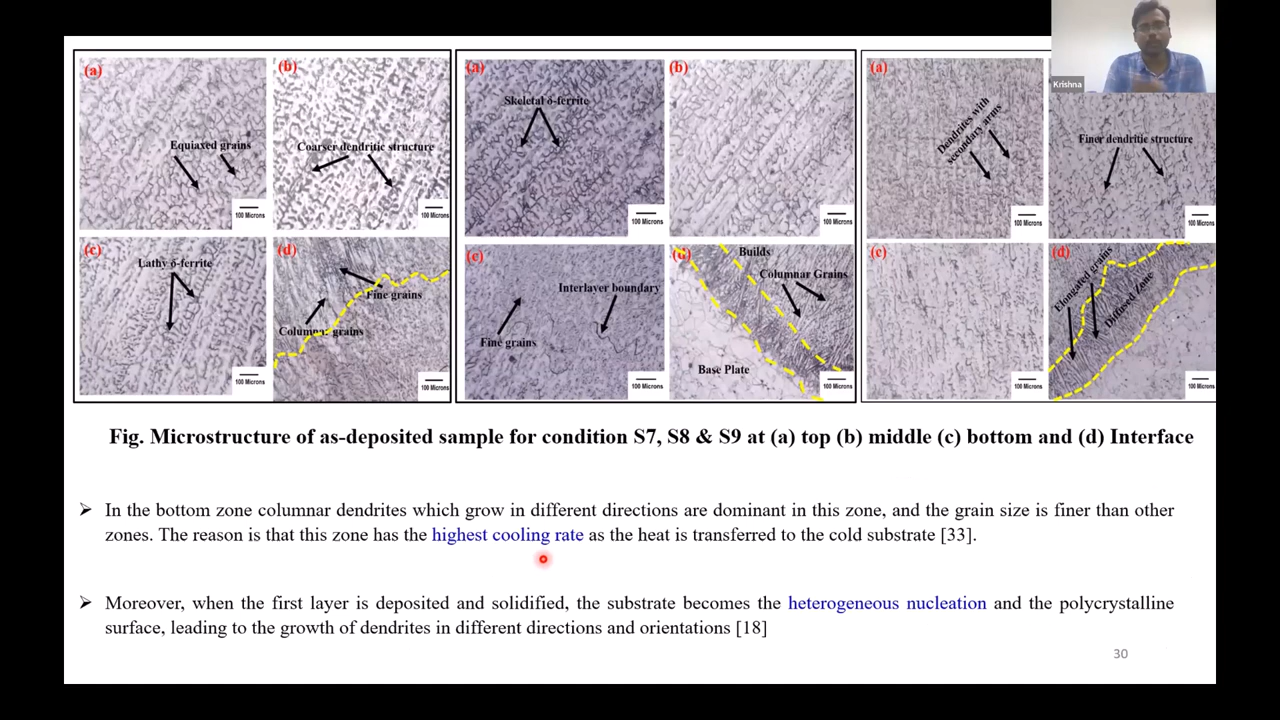 Krishna
(a)
Equiaxed grains
100 Microns
(b)
Coarser dendritic structure
100 Microns
(c)
Lathy δ-ferrite
100 Microns
(d)
Fine grains
Columnar grains
100 Microns
(a)
Skeletal δ-ferrite
100 Microns
(b)
100 Microns
(c)
Interlayer boundary
Fine grains
100 Microns
(d)
Builds
Columnar Grains
Base Plate
100 Microns
(a)
Dendrites with
secondary arms
100 Microns
Finer dendritic structure
100 Microns
(c)
100 Microns
(d)
Elongated grains
Diffused Zone
100 Microns
Fig. Microstructure of as-deposited sample for condition S7, S8 & S9 at (a) top (b) middle (c) bottom and (d) Interface
➢ In the bottom zone columnar dendrites which grow in different directions are dominant in this zone, and the grain size is finer than other
zones. The reason is that this zone has the highest cooling rate as the heat is transferred to the cold substrate [33].
➢ Moreover, when the first layer is deposited and solidified, the substrate becomes the heterogeneous nucleation and the polycrystalline
surface, leading to the growth of dendrites in different directions and orientations [18]
30